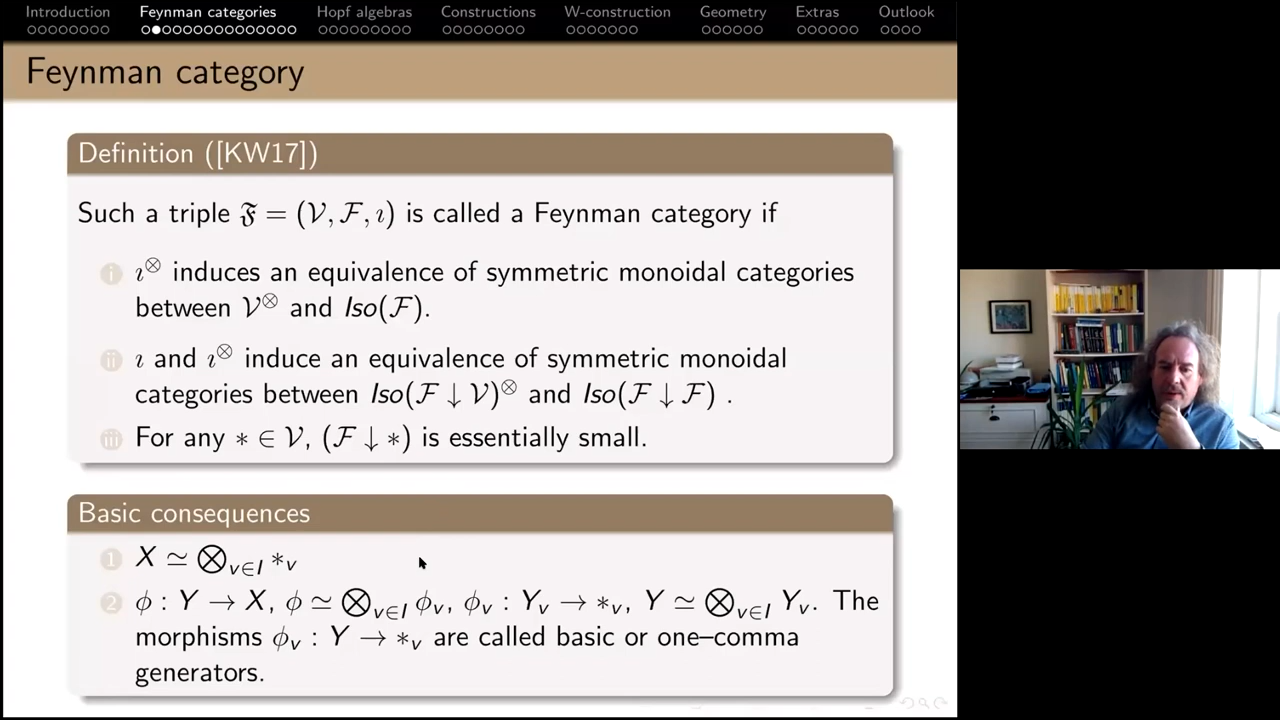 Introduction Feynman categories Hopf algebras Constructions W-construction Geometry Extras Outlook
Feynman category
Definition ([KW17])
Such a triple 𝔉 = (𝒱, ℱ, ı) is called a Feynman category if
i ı^⊗ induces an equivalence of symmetric monoidal categories
between 𝒱^⊗ and Iso(ℱ).
ii ı and ı^⊗ induce an equivalence of symmetric monoidal
categories between Iso(ℱ ↓ 𝒱)^⊗ and Iso(ℱ ↓ ℱ) .
iii For any ∗ ∈ 𝒱, (ℱ ↓ ∗) is essentially small.
Basic consequences
1 X ≃ ⊗_{v∈I} ∗_v
2 ϕ : Y → X, ϕ ≃ ⊗_{v∈I} ϕ_v, ϕ_v : Y_v → ∗_v, Y ≃ ⊗_{v∈I} Y_v. The
morphisms ϕ_v : Y → ∗_v are called basic or one–comma
generators.